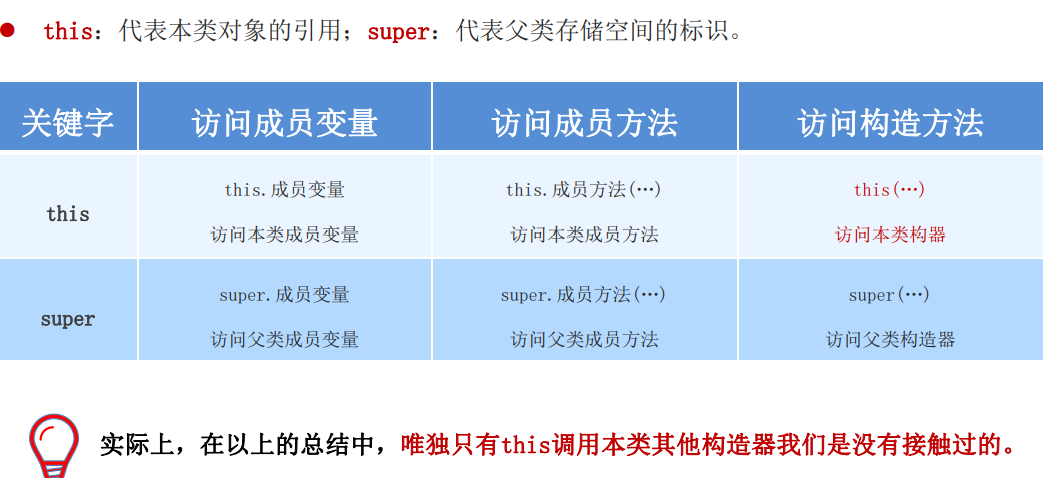 this：代表本类对象的引用；super：代表父类存储空间的标识。
关键字 访问成员变量 访问成员方法 访问构造方法
this
this.成员变量
访问本类成员变量
this.成员方法(…)
访问本类成员方法
this(…)
访问本类构器
super
super.成员变量
访问父类成员变量
super.成员方法(…)
访问父类成员方法
super(…)
访问父类构造器
实际上，在以上的总结中，唯独只有this调用本类其他构造器我们是没有接触过的。